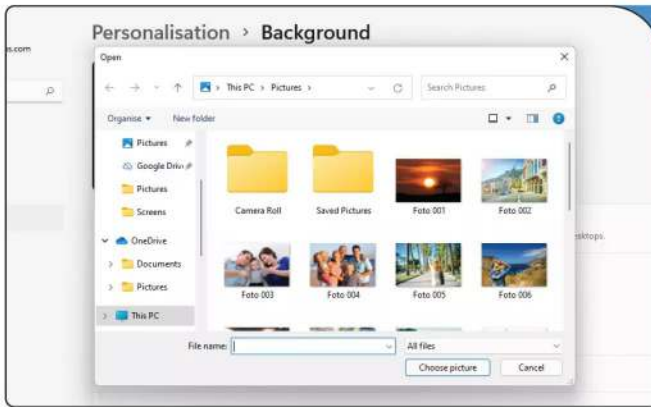 Personalisation > Background
os.com
Open
This PC > Pictures >
Search Pictures
Organise
New folder
Pictures
Google Driv
Pictures
Screens
OneDrive
Documents
Pictures
This PC
Camera Roll
Saved Pictures
Foto 001
Foto 002
Foto 003
Foto 004
Foto 005
Foto 006
esktops.
File name:
All files
Choose picture
Cancel